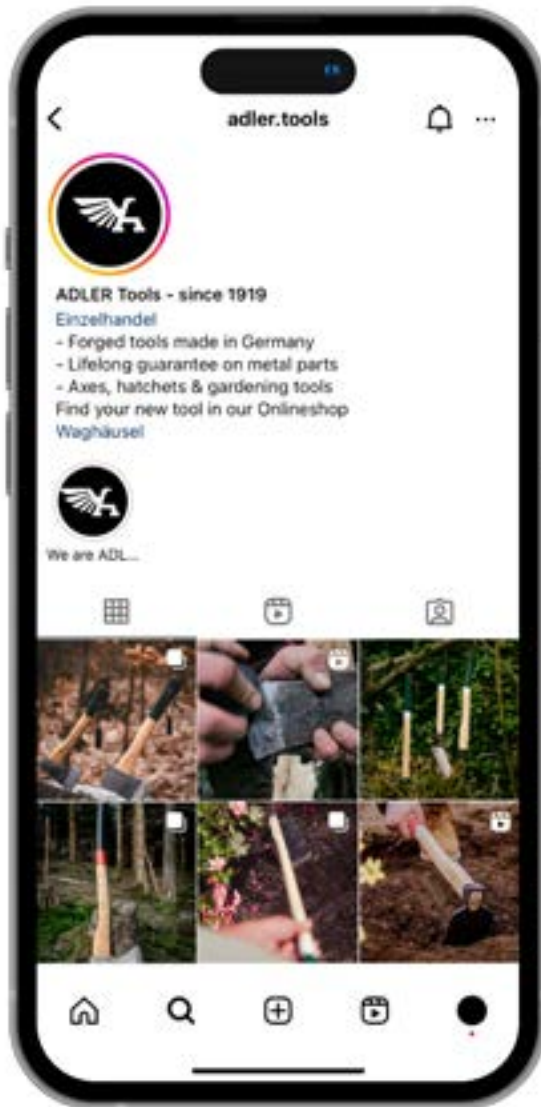 adler.tools
ADLER Tools - since 1919
Einzelhandel
- Forged tools made in Germany
- Lifelong guarantee on metal parts
- Axes, hatchets & gardening tools
Find your new tool in our Onlineshop
Waghäusel
We are ADL...